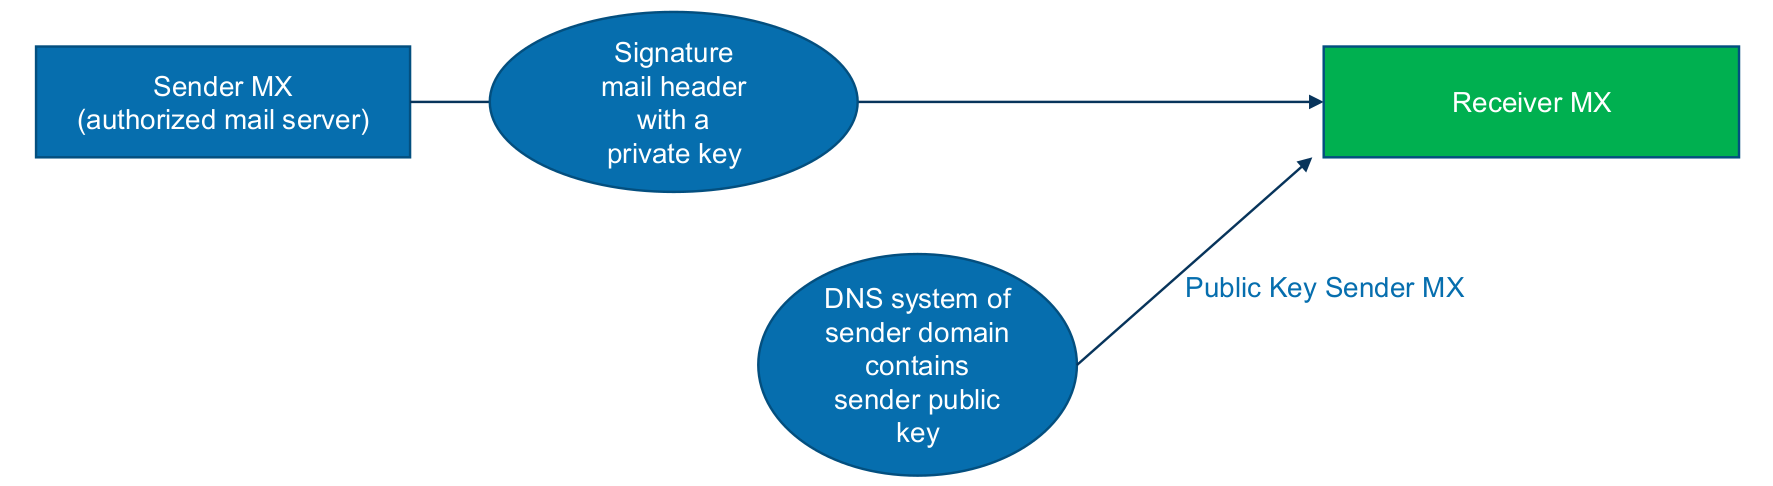 Sender MX
(authorized mail server)
Signature
mail header
with a
private key
Receiver MX
DNS system of
sender domain
contains
sender public
key
Public Key Sender MX